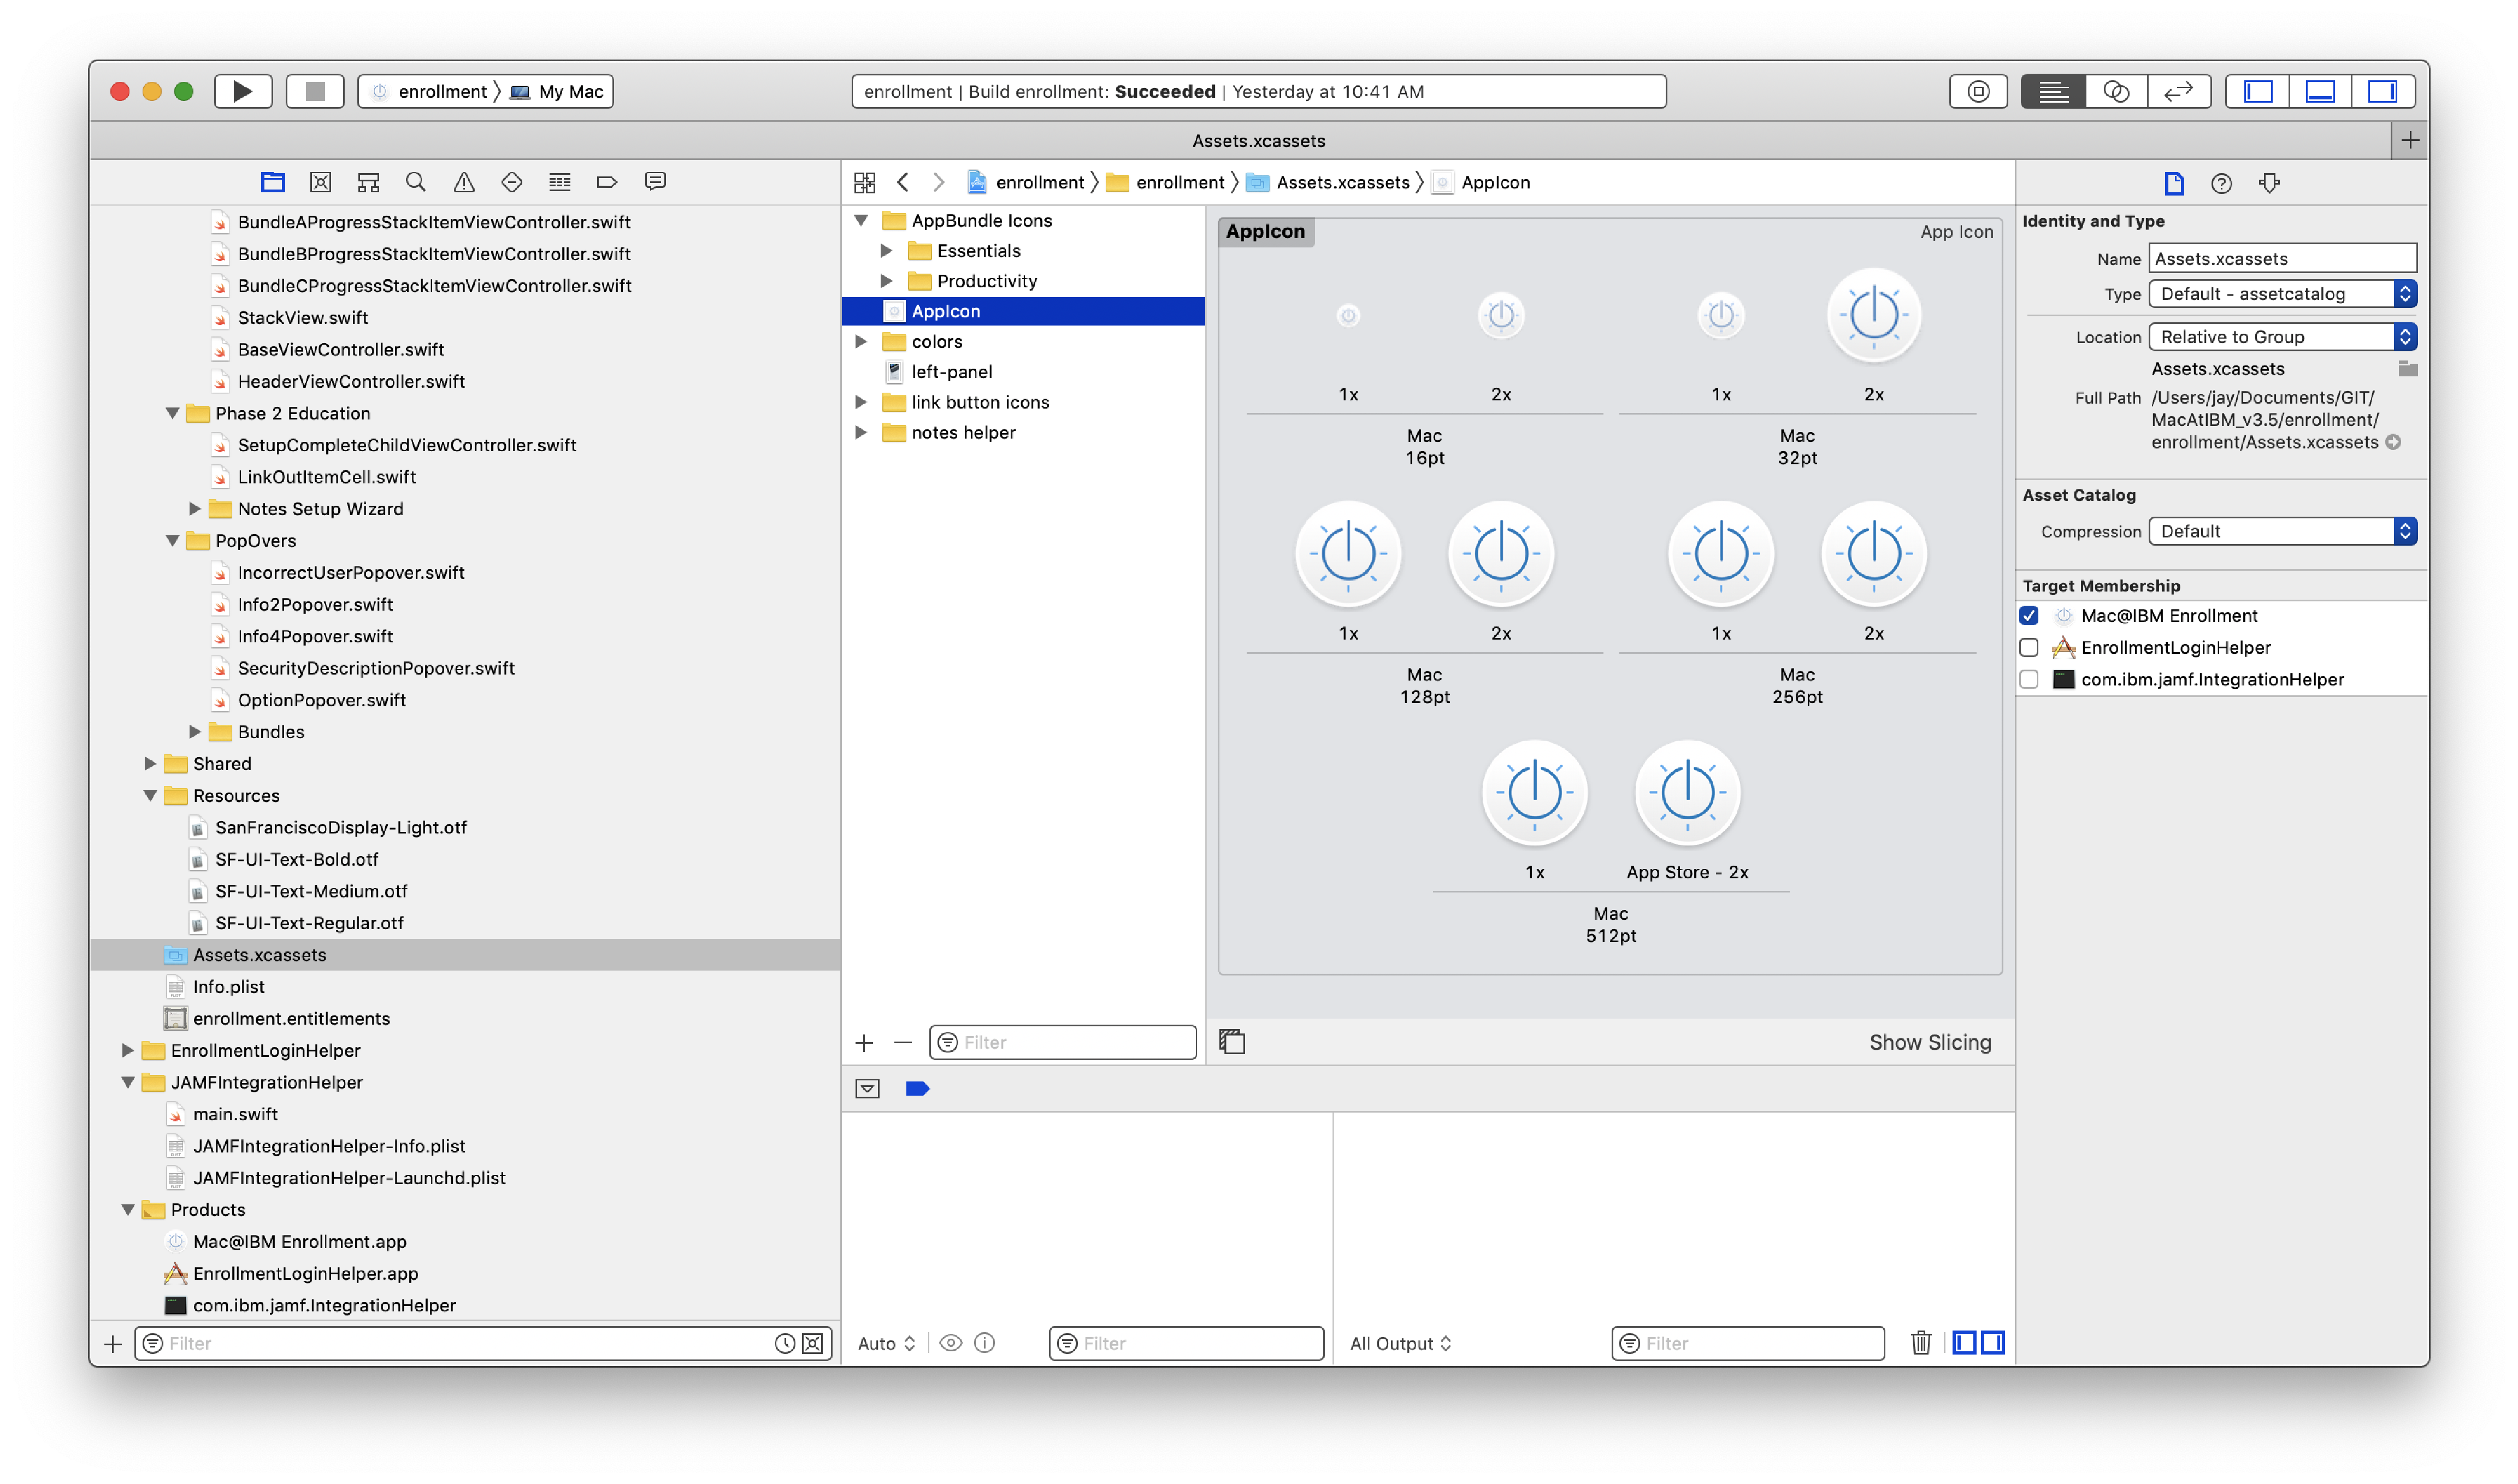 enrollment My Mac
enrollment | Build enrollment: Succeeded | Yesterday at 10:41 AM
Assets.xcassets
BundleAProgressStackItemViewController.swift
BundleBProgressStackItemViewController.swift
BundleCProgressStackItemViewController.swift
StackView.swift
BaseViewController.swift
HeaderViewController.swift
Phase 2 Education
SetupCompleteChildViewController.swift
LinkOutItemCell.swift
Notes Setup Wizard
PopOvers
IncorrectUserPopover.swift
Info2Popover.swift
Info4Popover.swift
SecurityDescriptionPopover.swift
OptionPopover.swift
Bundles
Shared
Resources
SanFranciscoDisplay-Light.otf
SF-UI-Text-Bold.otf
SF-UI-Text-Medium.otf
SF-UI-Text-Regular.otf
Assets.xcassets
Info.plist
enrollment.entitlements
EnrollmentLoginHelper
JAMFIntegrationHelper
main.swift
JAMFIntegrationHelper-Info.plist
JAMFIntegrationHelper-Launchd.plist
Products
Mac@IBM Enrollment.app
EnrollmentLoginHelper.app
com.ibm.jamf.IntegrationHelper
Filter
enrollment enrollment Assets.xcassets AppIcon
AppBundle Icons
Essentials
Productivity
AppIcon
colors
left-panel
link button icons
notes helper
Filter
AppIcon
App Icon
1x 2x 1x 2x
Mac Mac
16pt 32pt
1x 2x 1x 2x
Mac Mac
128pt 256pt
1x App Store - 2x
Mac
512pt
Show Slicing
Auto
Filter
All Output
Filter
Identity and Type
Name Assets.xcassets
Type Default - assetcatalog
Location Relative to Group
Assets.xcassets
Full Path /Users/jay/Documents/GIT/
MacAtIBM_v3.5/enrollment/
enrollment/Assets.xcassets
Asset Catalog
Compression Default
Target Membership
Mac@IBM Enrollment
EnrollmentLoginHelper
com.ibm.jamf.IntegrationHelper